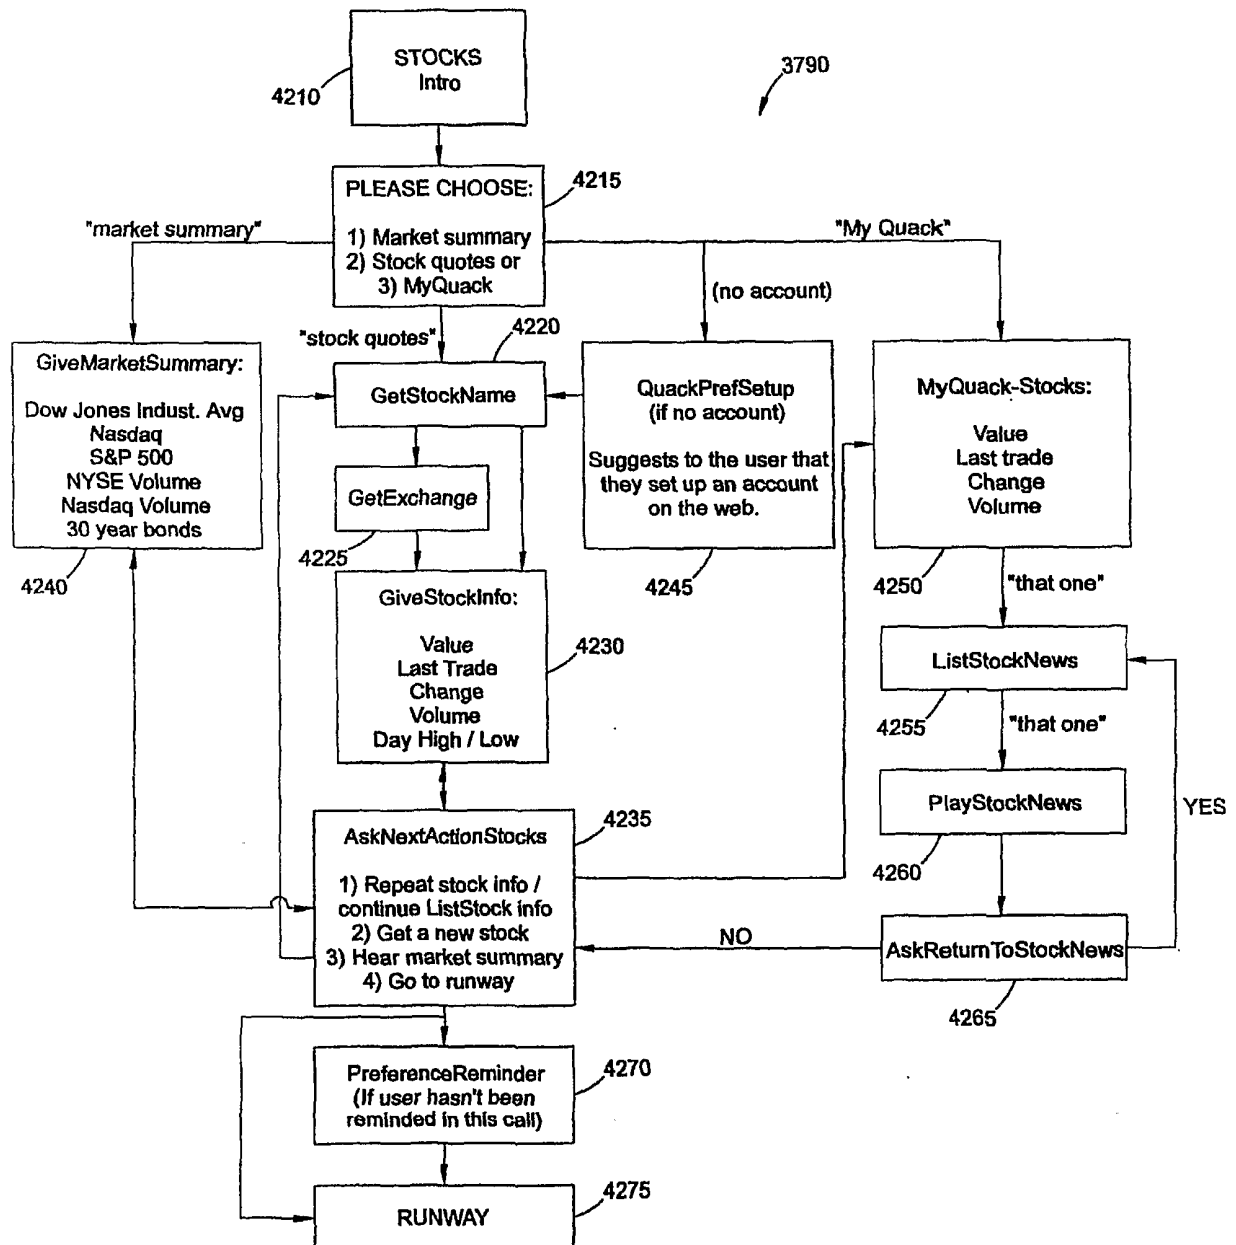 STOCKS
Intro
4210
3790
PLEASE CHOOSE:
1) Market summary
2) Stock quotes or
3) MyQuack
4215
"market summary"
"My Quack"
(no account)
"stock quotes"
4220
GiveMarketSummary:
Dow Jones Indust. Avg
Nasdaq
S&P 500
NYSE Volume
Nasdaq Volume
30 year bonds
4240
GetStockName
GetExchange
4225
QuackPrefSetup
(if no account)
Suggests to the user that
they set up an account
on the web.
4245
MyQuack-Stocks:
Value
Last trade
Change
Volume
4250
"that one"
GiveStockInfo:
Value
Last Trade
Change
Volume
Day High / Low
4230
ListStockNews
4255
"that one"
PlayStockNews
4260
YES
AskNextActionStocks
1) Repeat stock info /
continue ListStock info
2) Get a new stock
3) Hear market summary
4) Go to runway
4235
NO
AskReturnToStockNews
4265
PreferenceReminder
(If user hasn't been
reminded in this call)
4270
RUNWAY
4275